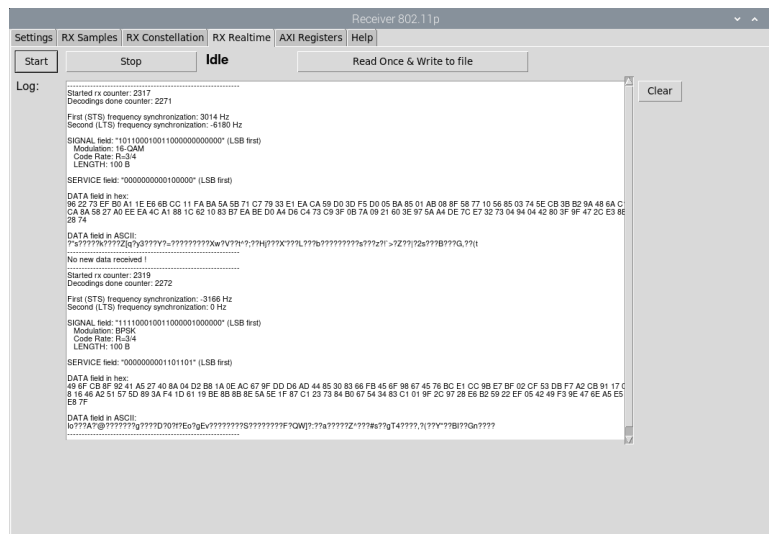 Receiver 802.11p
Settings RX Samples RX Constellation RX Realtime AXI Registers Help
Start Stop Idle Read Once & Write to file
Log: Clear
----------------------------------------------------------
Started rx counter: 2317
Decodings done counter: 2271
First (STS) frequency synchronization: 3014 Hz
Second (LTS) frequency synchronization: -6180 Hz
SIGNAL field: "101100010011000000000000" (LSB first)
Modulation: 16-QAM
Code Rate: R=3/4
LENGTH: 100 B
SERVICE field: "0000000000100000" (LSB first)
DATA field in hex:
96 22 73 EF B0 A1 1E E6 6B CC 11 FA BA 5A 5B 71 C7 79 33 E1 EA CA 59 D0 3D F5 D0 05 BA 85 01 AB 08 8F 58 77 10 56 85 03 74 5E CB 3B B2 9A 48 6A
CA 8A 58 27 A0 EE EA 4C A1 88 1C 62 10 83 B7 EA BE D0 A4 D6 C4 73 C9 3F 0B 7A 09 21 60 3E 97 5A A4 DE 7C E7 32 73 04 94 04 42 80 3F 9F 47 2C E3
28 74
DATA field in ASCII:
?"s?????k????Z[q?y3???Y?=?????????Xw?V??t^?;??Hj???X'???L???b?????????s???z?!`>?Z??|?2s???B???G,??(t
----------------------------------------------------------
No new data received !
----------------------------------------------------------
Started rx counter: 2319
Decodings done counter: 2272
First (STS) frequency synchronization: -3166 Hz
Second (LTS) frequency synchronization: 0 Hz
SIGNAL field: "111100010011000001000000" (LSB first)
Modulation: BPSK
Code Rate: R=3/4
LENGTH: 100 B
SERVICE field: "0000000001101101" (LSB first)
DATA field in hex:
49 6F CB 8F 92 41 A5 27 40 8A 04 D2 B8 1A 0E AC 67 9F DD D6 AD 44 85 30 83 66 FB 45 6F 98 67 45 76 BC E1 CC 9B E7 BF 02 CF 53 DB F7 A2 CB 91 17
8 16 46 A2 51 57 5D 89 3A F4 1D 61 19 BE 8B 8B 8E 5A 5E 1F 87 C1 23 73 84 B0 67 54 34 83 C1 01 9F 2C 97 28 E6 B2 59 22 EF 05 42 49 F3 9E 47 6E A5 E5
E8 7F
DATA field in ASCII:
Io???A?'@???????g????D?0?f?Eo?gEv????????S????????F?QW]?:??a?????Z^???#s??gT4????,?(??Y"??BI??Gn????
----------------------------------------------------------